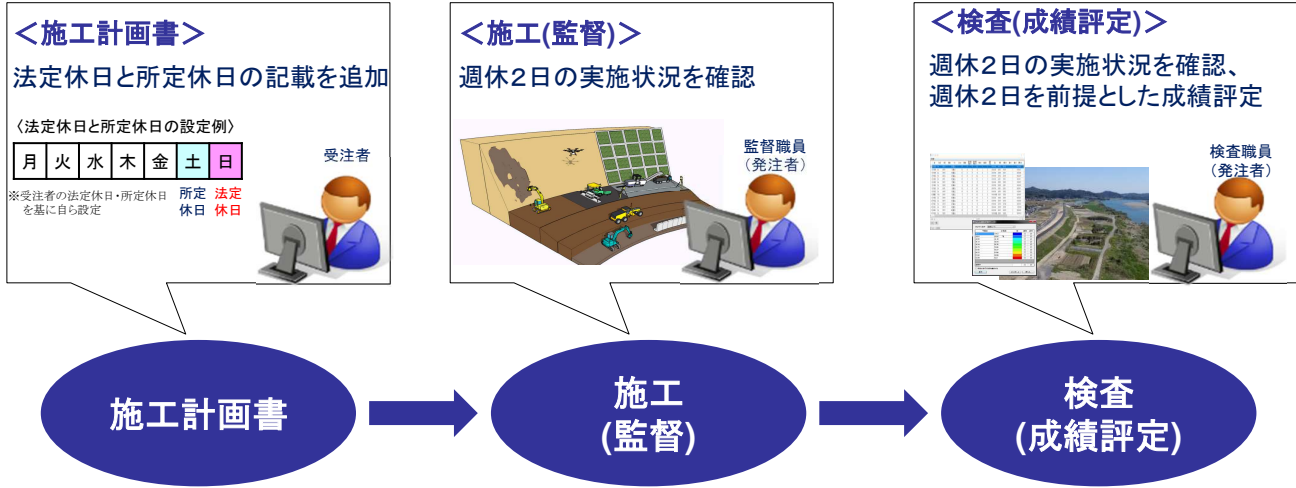 ＜施工計画書＞
法定休日と所定休日の記載を追加
〈法定休日と所定休日の設定例〉
月 火 水 木 金 土 日
※受注者の法定休日・所定休日
を基に自ら設定
所定
休日
法定
休日
受注者
＜施工(監督)＞
週休２日の実施状況を確認
監督職員
（発注者）
＜検査(成績評定)＞
週休２日の実施状況を確認、
週休２日を前提とした成績評定
検査職員
（発注者）
施工計画書
施工
(監督)
検査
(成績評定)